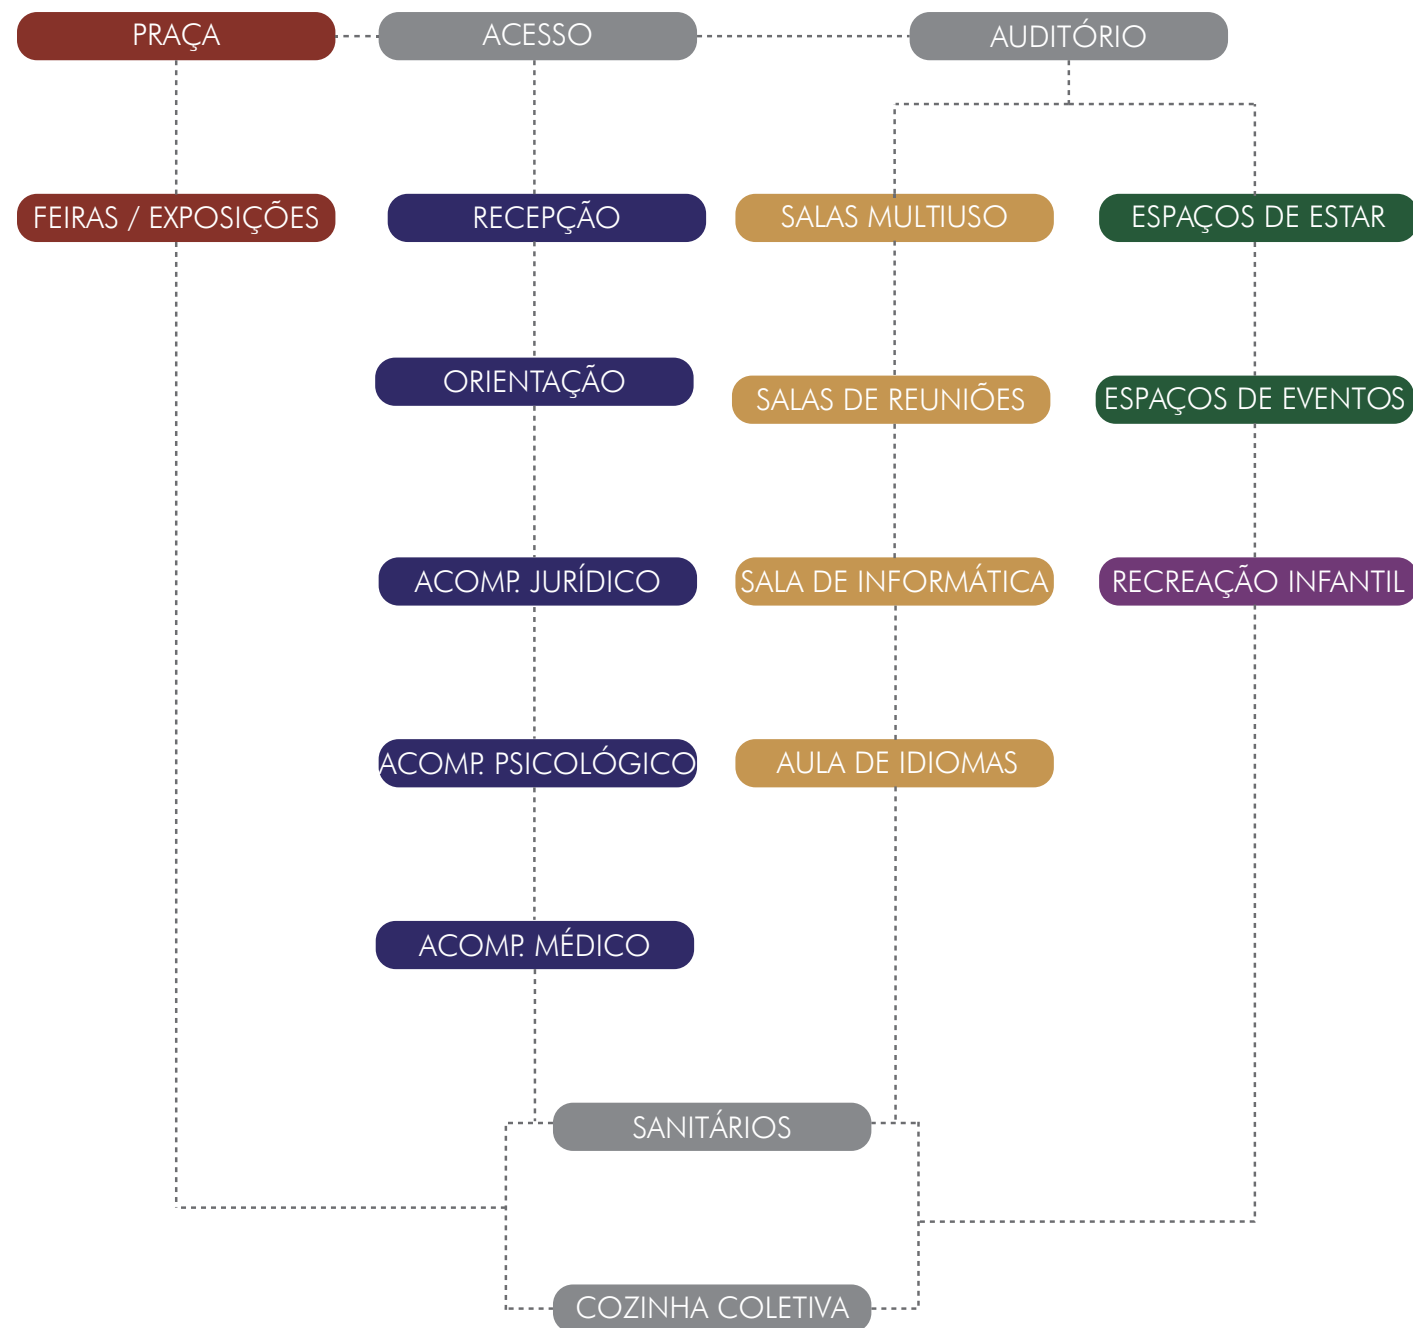 PRAÇA
ACESSO
AUDITÓRIO
FEIRAS / EXPOSIÇÕES
RECEPÇÃO
SALAS MULTIUSO
ESPAÇOS DE ESTAR
ORIENTAÇÃO
SALAS DE REUNIÕES
ESPAÇOS DE EVENTOS
ACOMP. JURÍDICO
SALA DE INFORMÁTICA
RECREAÇÃO INFANTIL
ACOMP. PSICOLÓGICO
AULA DE IDIOMAS
ACOMP. MÉDICO
SANITÁRIOS
COZINHA COLETIVA